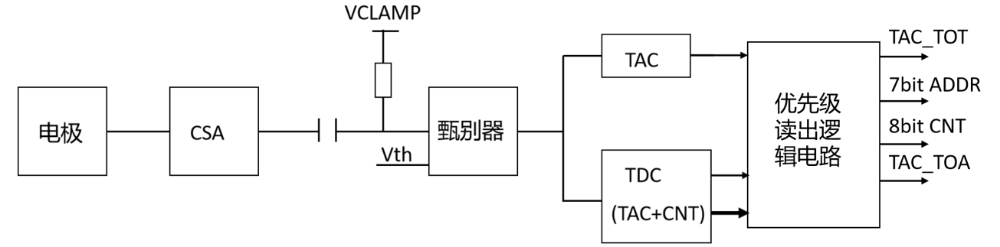 VCLAMP
电极
CSA
Vth
甄别器
TAC
TDC
(TAC+CNT)
优先级
读出逻
辑电路
TAC_TOT
7bit ADDR
8bit CNT
TAC_TOA